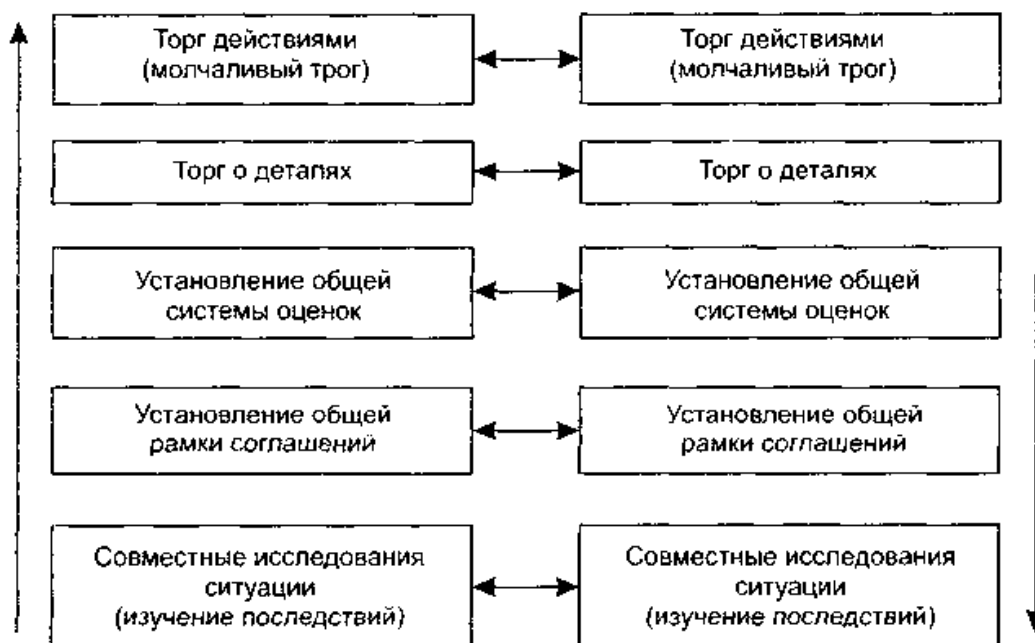 Торг действиями
(молчаливый трог)
Торг действиями
(молчаливый трог)
Торг о деталях
Торг о деталях
Установление общей
системы оценок
Установление общей
системы оценок
Установление общей
рамки соглашений
Установление общей
рамки соглашений
Совместные исследования
ситуации
(изучение последствий)
Совместные исследования
ситуации
(изучение последствий)